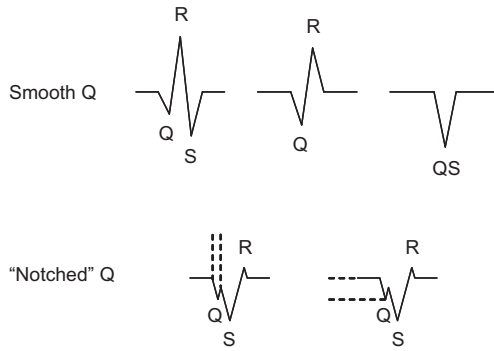 R R
Smooth Q
Q Q
S QS
R R
“Notched” Q
Q Q
S S